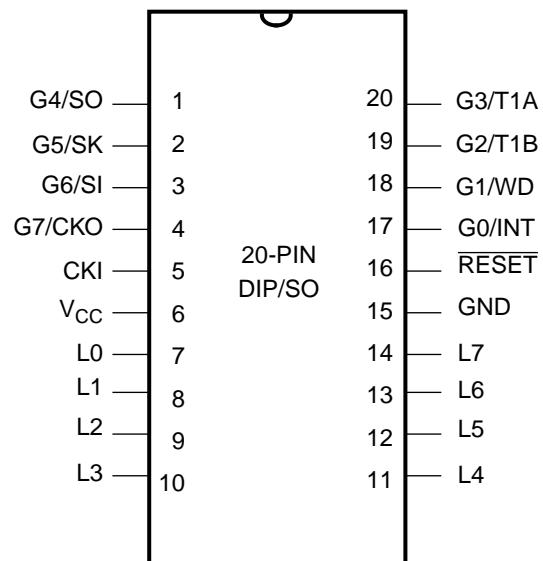 G4/SO 1 20 G3/T1A
G5/SK 2 19 G2/T1B
G6/SI 3 18 G1/WD
G7/CKO 4 17 G0/INT
20-PIN
CKI 5 16 RESET
DIP/SO
VCC 6 15 GND
L0 7 14 L7
L1 8 13 L6
L2 9 12 L5
L3 10 11 L4